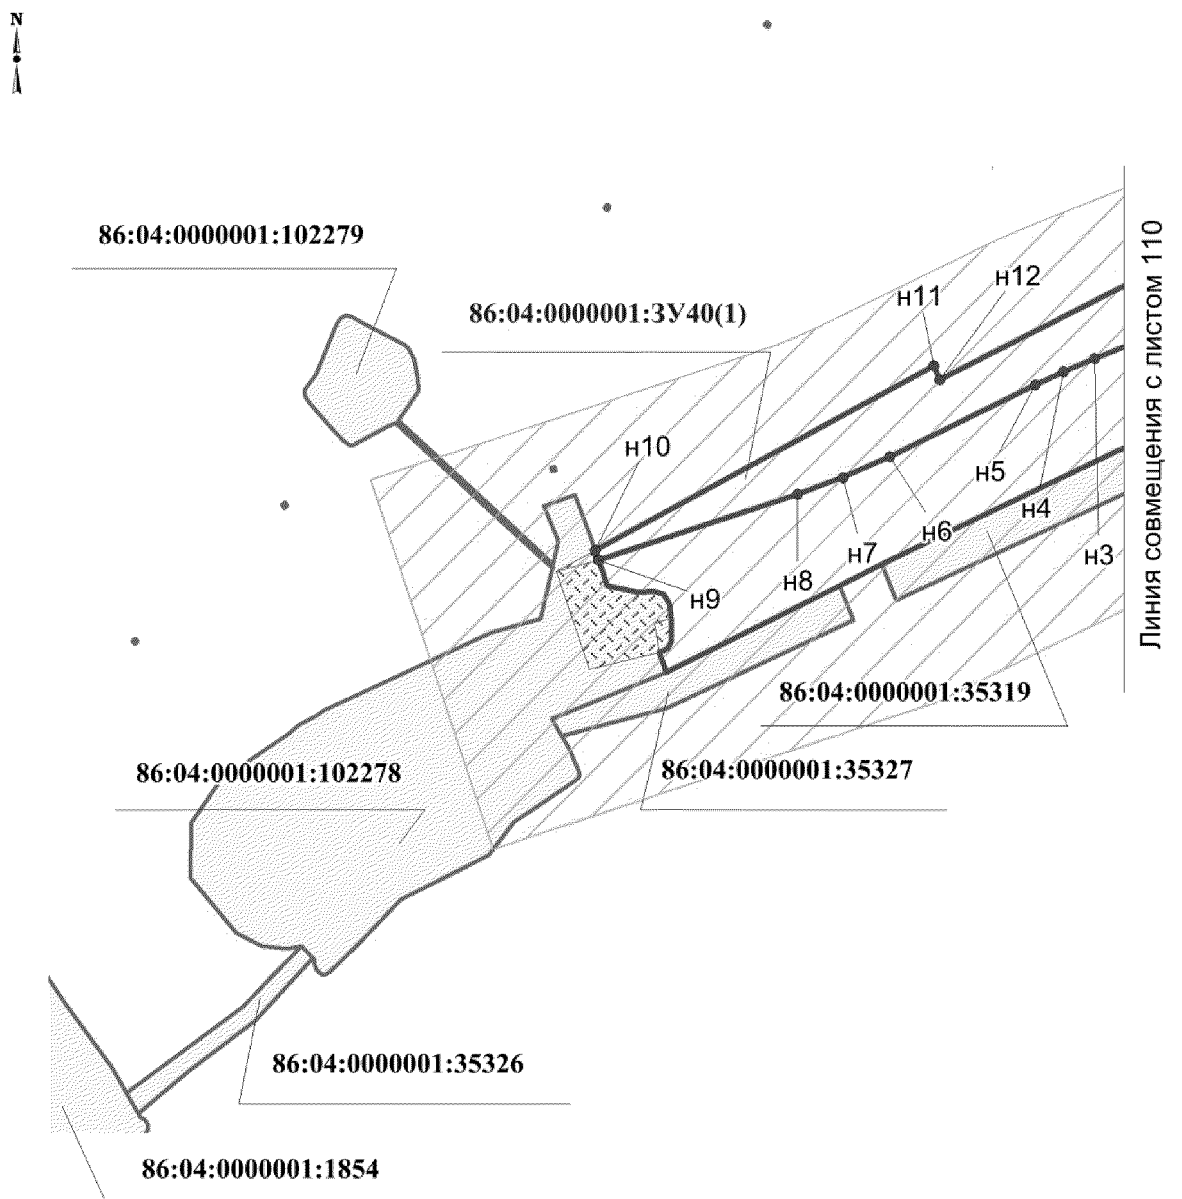 N
86:04:0000001:102279
86:04:0000001:ЗУ40(1)
н11
н12
Линия совмещения с листом 110
н10
н5
н4
н6
н3
н7
н8
н9
86:04:0000001:35319
86:04:0000001:35327
86:04:0000001:102278
86:04:0000001:35326
86:04:0000001:1854